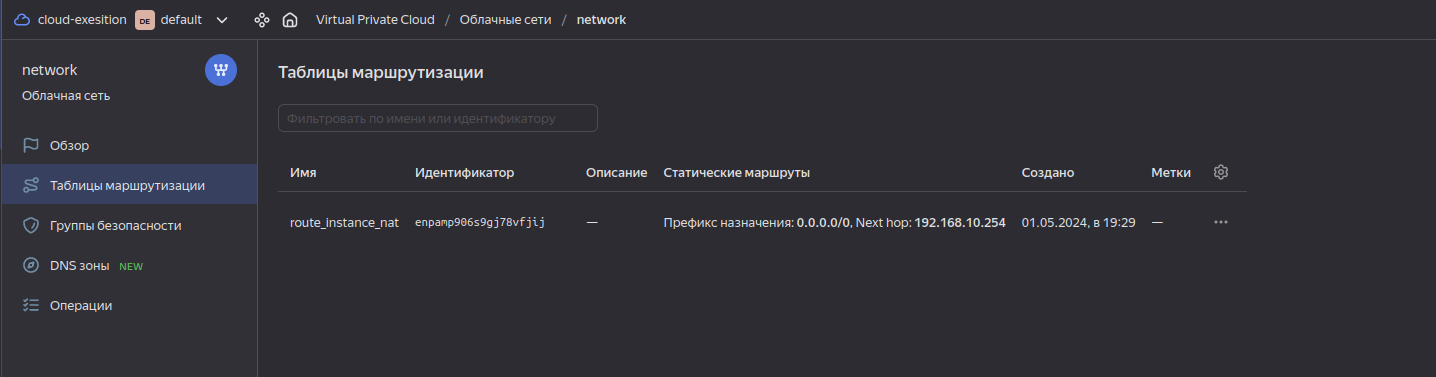 cloud-exesition DE default Virtual Private Cloud / Облачные сети / network
network
Облачная сеть
Обзор
Таблицы маршрутизации
Группы безопасности
DNS зоны NEW
Операции
Таблицы маршрутизации
Фильтровать по имени или идентификатору
Имя Идентификатор Описание Статические маршруты Создано Метки
route_instance_nat enpamp906s9gj78vfjij — Префикс назначения: 0.0.0.0/0, Next hop: 192.168.10.254 01.05.2024, в 19:29 —